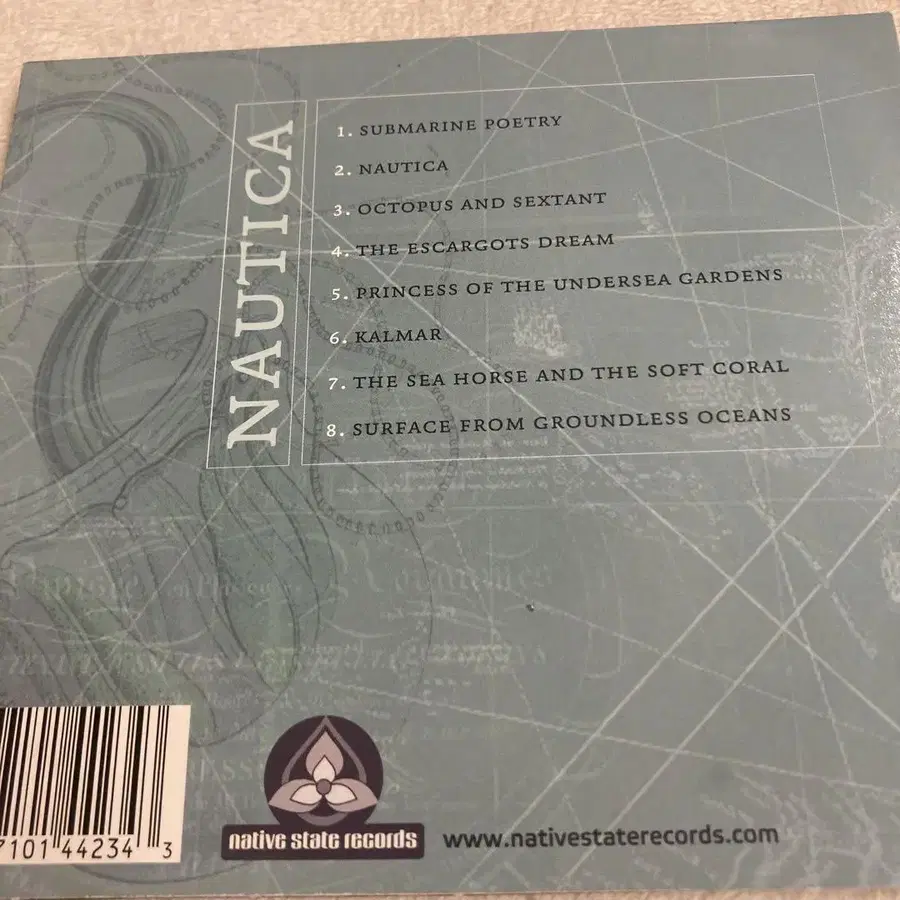 NAUTICA
1. SUBMARINE POETRY
2. NAUTICA
3. OCTOPUS AND SEXTANT
4. THE ESCARGOTS DREAM
5. PRINCESS OF THE UNDERSEA GARDENS
6. KALMAR
7. THE SEA HORSE AND THE SOFT CORAL
8. SURFACE FROM GROUNDLESS OCEANS
7101 44234 3
native state records
www.nativestaterecords.com